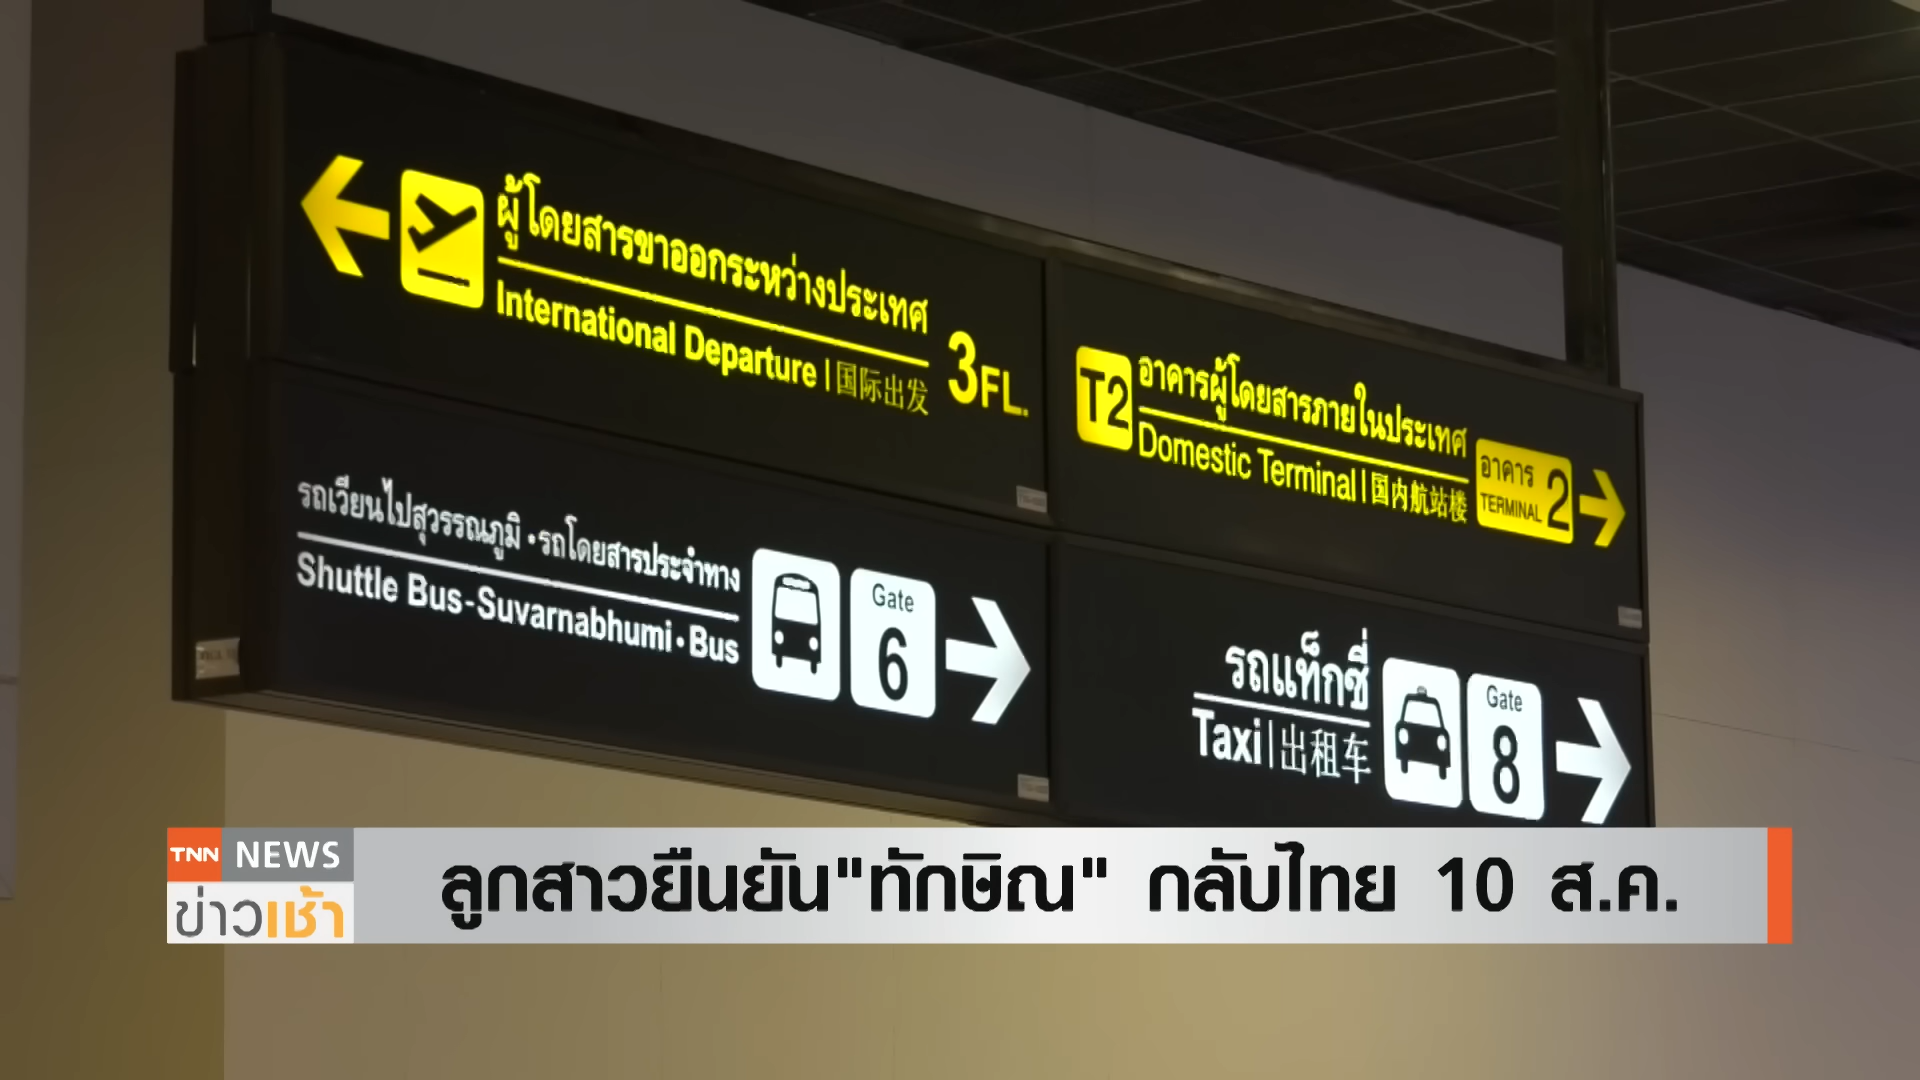 ผู้โดยสารขาออกระหว่างประเทศ
International Departure | 国际出发
3FL.
T2
อาคารผู้โดยสารภายในประเทศ
Domestic Terminal | 国内航站楼
อาคาร
TERMINAL 2
รถเวียนไปสุวรรณภูมิ • รถโดยสารประจำทาง
Shuttle Bus-Suvarnabhumi • Bus
Gate
6
รถแท็กซี่
Taxi | 出租车
Gate
8
TNN NEWS
ข่าวเช้า
ลูกสาวยืนยัน"ทักษิณ" กลับไทย 10 ส.ค.